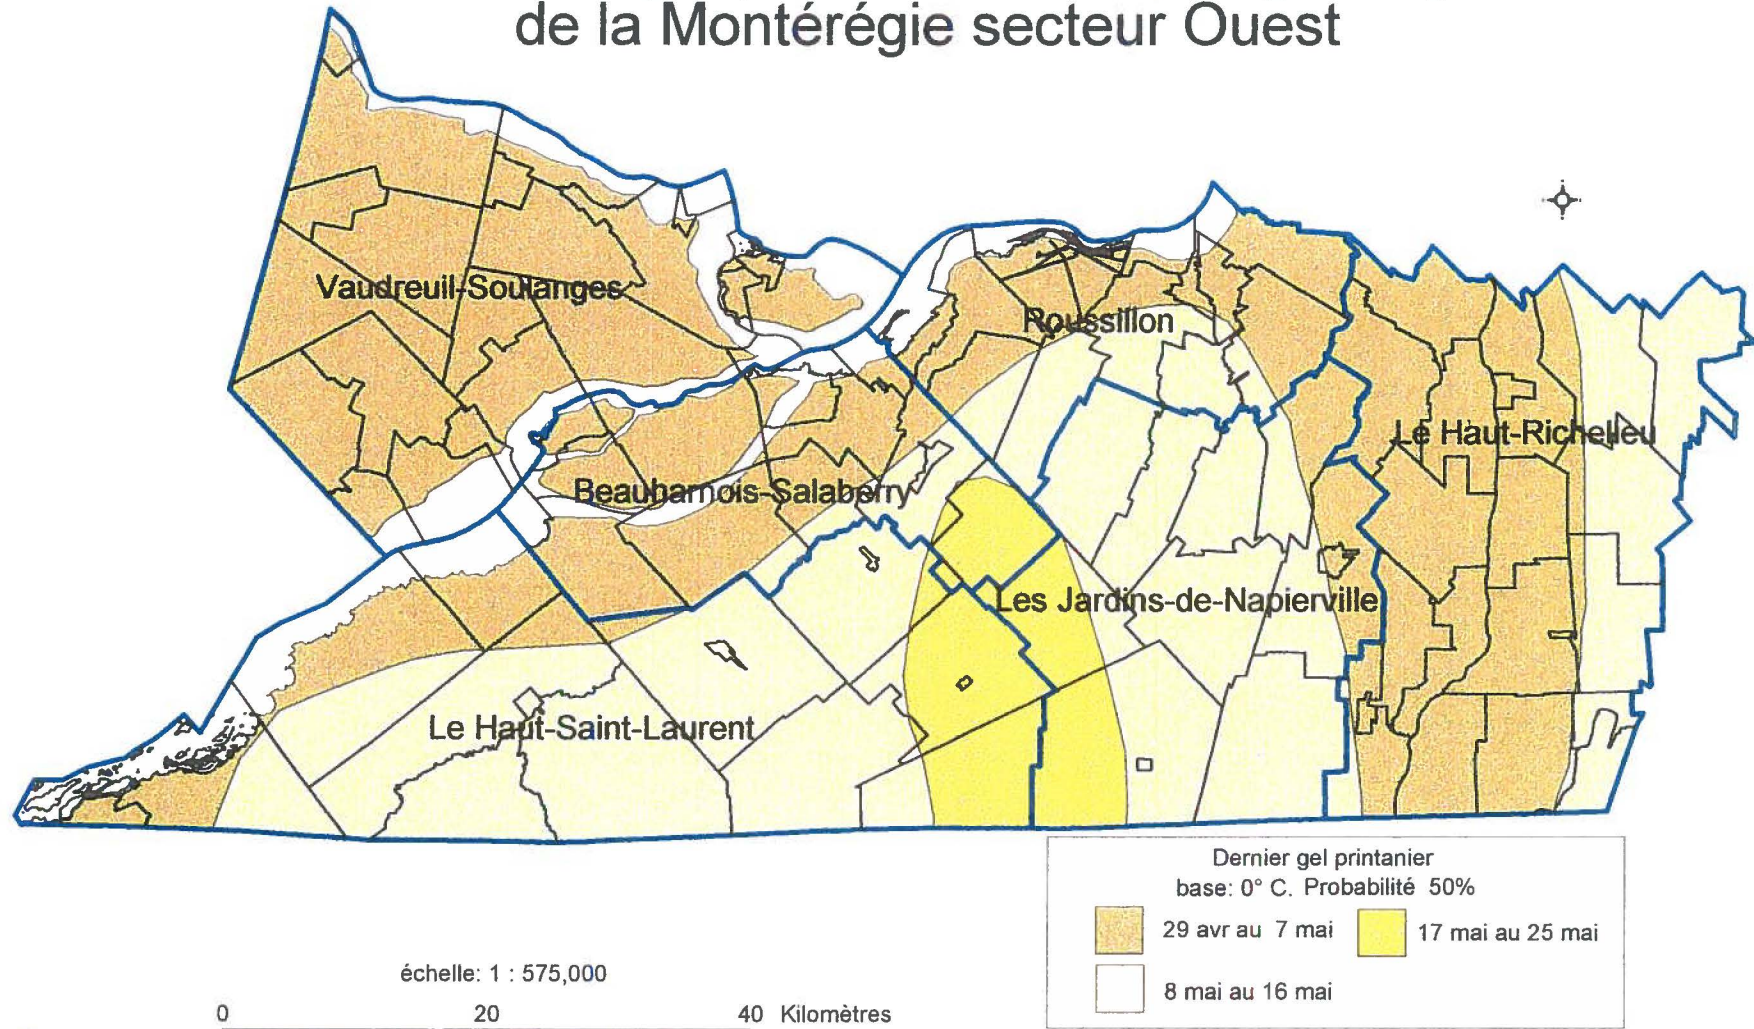 de la Montérégie secteur Ouest
Vaudreuil-Soulanges
Roussillon
Le Haut-Richelieu
Beauharnois-Salaberry
Les Jardins-de-Napierville
Le Haut-Saint-Laurent
Dernier gel printanier
base: 0° C. Probabilité 50%
29 avr au 7 mai
17 mai au 25 mai
8 mai au 16 mai
échelle: 1 : 575,000
0 20 40 Kilomètres